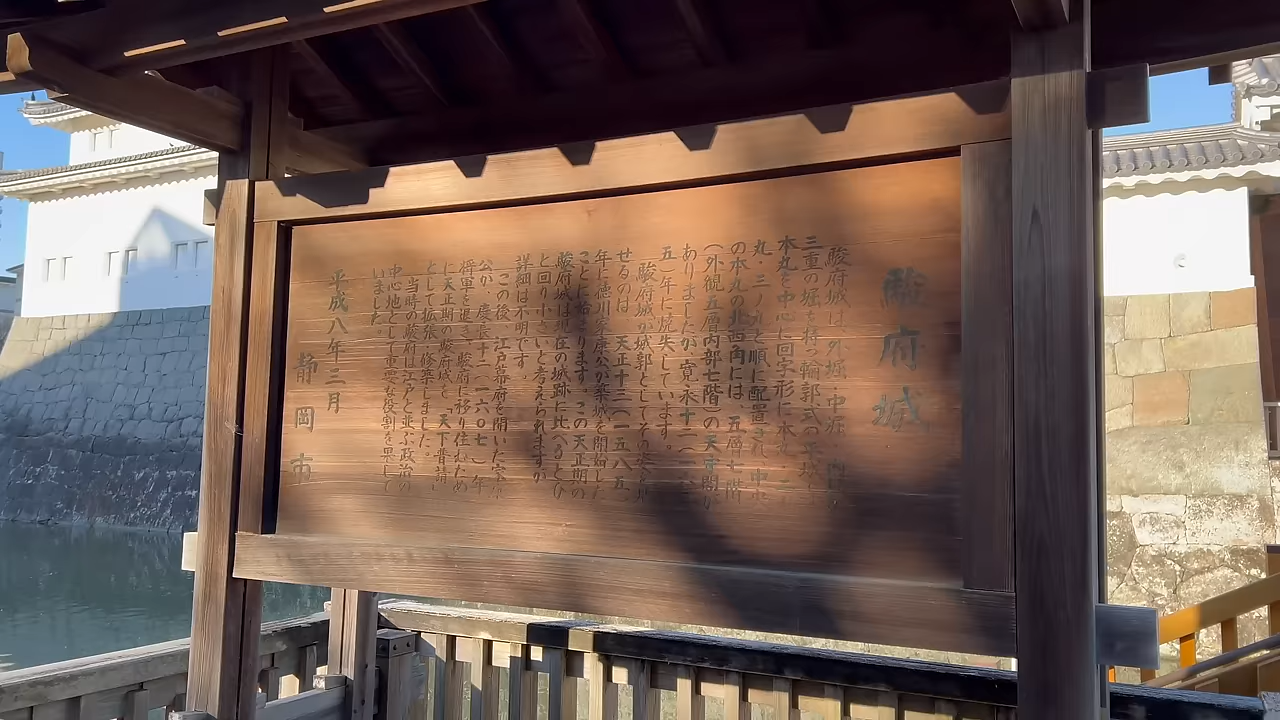 駿府城
駿府城は、外堀・中堀・内堀の
三重の堀を持つ輪郭式の平城で
本丸を中心に回字形に本丸・二
丸・三ノ丸と順に配置され、中央
の本丸の北西角には、五層七階
(外観五層内部七階)の天守閣が
ありましたが、寛永十二(一六三
五)年に焼失しています。
駿府城が城郭としてその姿を現
せるのは、天正十三(一五八五)
年に徳川家康公が築城を開始した
ことに始まります。この天正期の
駿府城は現在の城跡に比べるとひ
と回り小さいと考えられますが
詳細は不明です。
この後、江戸幕府を開いた家康
公が、慶長十二(一六〇七)年
将軍を退き、駿府に移り住むため
に天正期の駿府城を「天下普請」
として拡張、修築しました。
当時の駿府は江戸と並ぶ政治の
中心地として重要な役割を果して
いました。
平成八年三月
静岡市